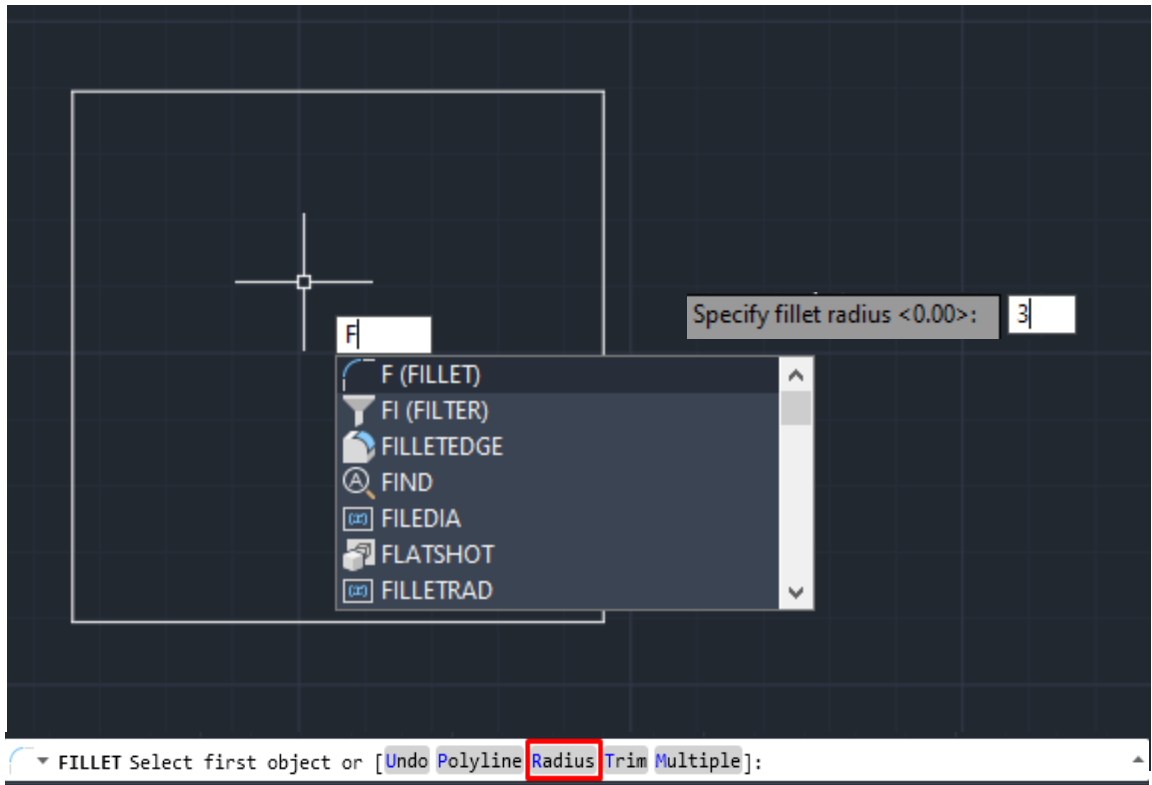 F
Specify fillet radius <0.00>: 3
F (FILLET)
FI (FILTER)
FILLETEDGE
FIND
FILEDIA
FLATSHOT
FILLETRAD
FILLET Select first object or [Undo Polyline Radius Trim Multiple]: